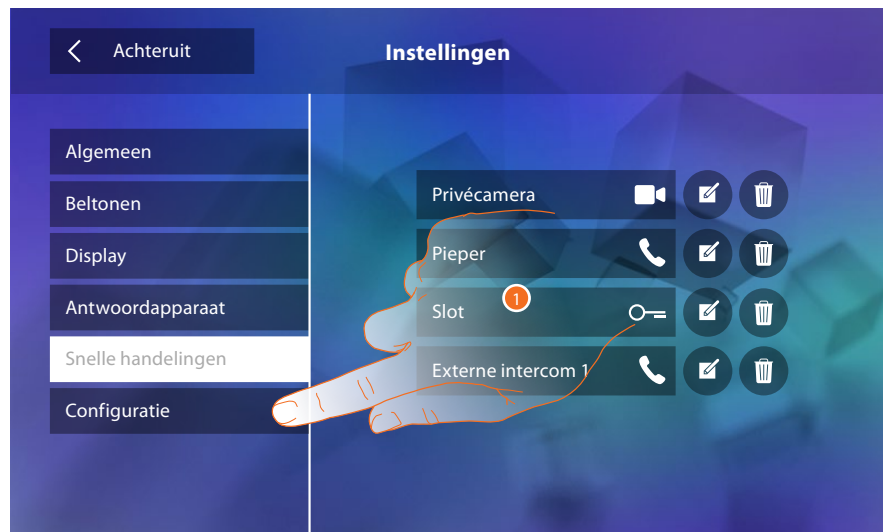 Achteruit
Instellingen
Algemeen
Beltonen
Display
Antwoordapparaat
Snelle handelingen
Configuratie
Privécamera
Pieper
Slot
1
Externe intercom 1